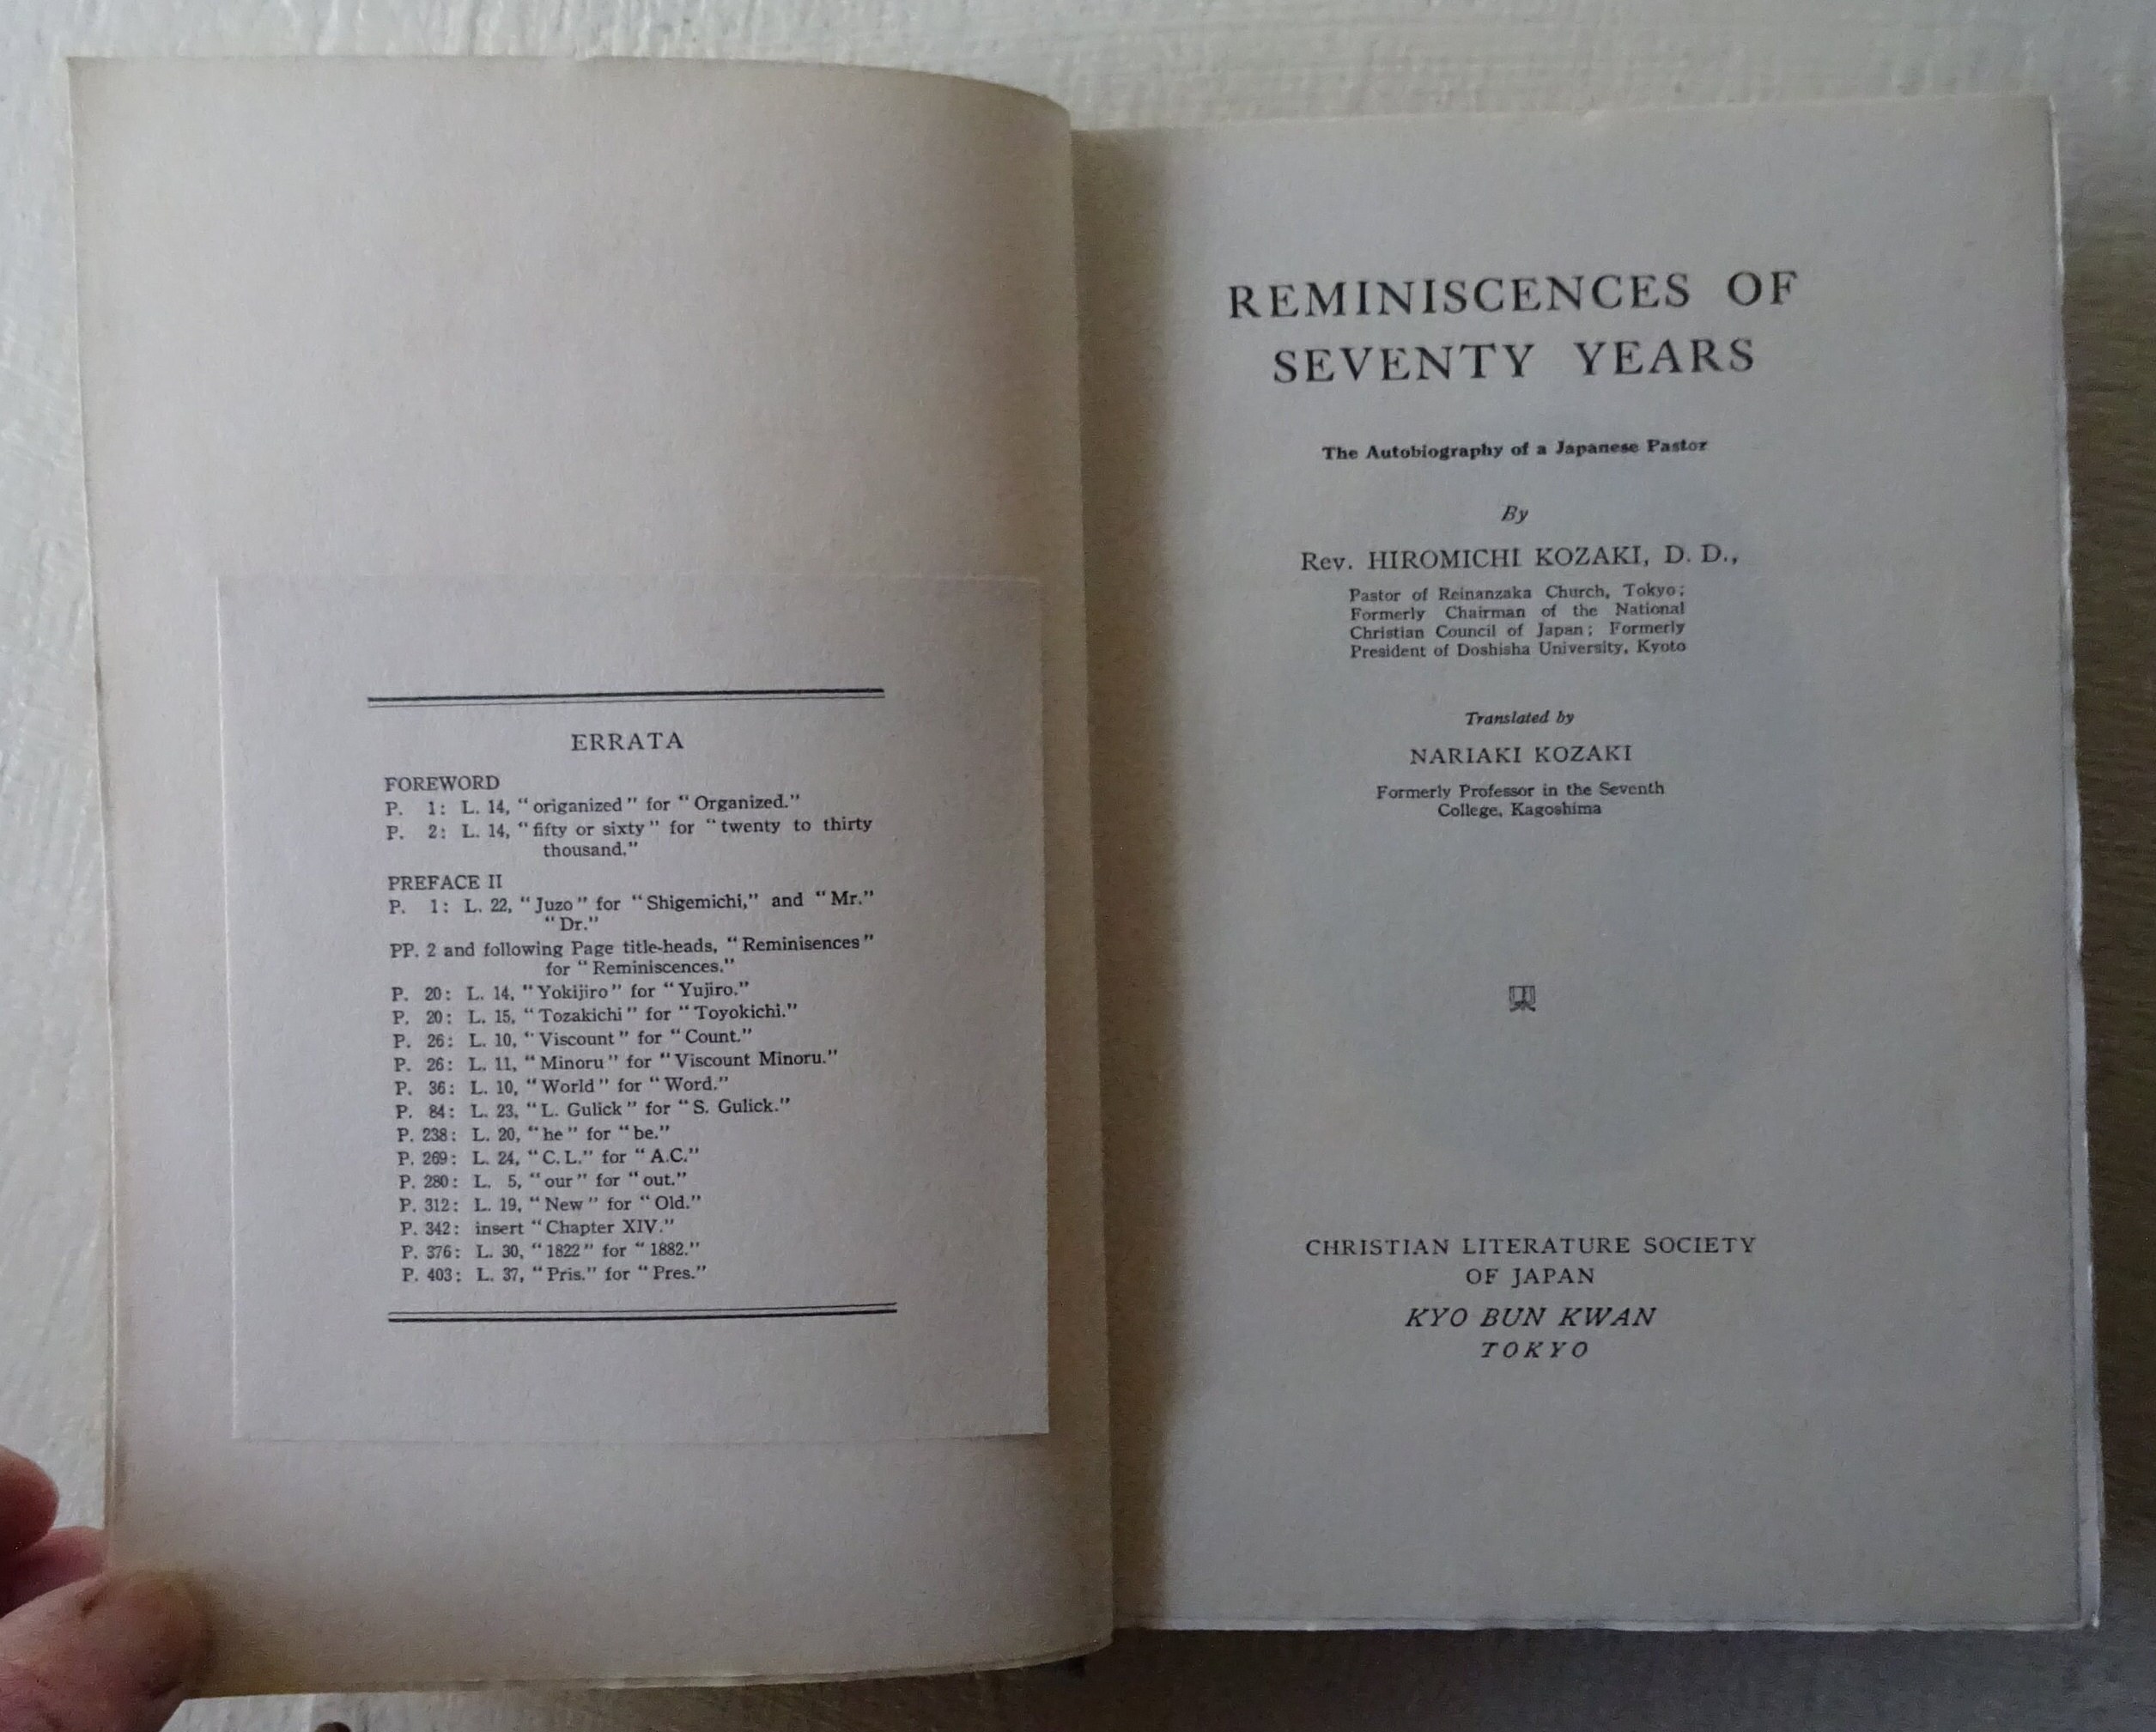 ERRATA
FOREWORD
P. 1: L. 14, “origanized” for “Organized.”
P. 2: L. 14, “fifty or sixty” for “twenty to thirty
thousand.”
PREFACE II
P. 1: L. 22, “Juzo” for “Shigemichi,” and “Mr.”
“Dr.”
PP. 2 and following Page title-heads, “Reminisences”
for “Reminiscences.”
P. 20: L. 14, “Yokijiro” for “Yujiro.”
P. 20: L. 15, “Tozakichi” for “Toyokichi.”
P. 26: L. 10, “Viscount” for “Count.”
P. 26: L. 11, “Minoru” for “Viscount Minoru.”
P. 36: L. 10, “World” for “Word.”
P. 84: L. 23, “L. Gulick” for “S. Gulick.”
P. 238: L. 20, “he” for “be.”
P. 269: L. 24, “C.L.” for “A.C.”
P. 280: L. 5, “our” for “out.”
P. 312: L. 19, “New” for “Old.”
P. 342: insert “Chapter XIV.”
P. 376: L. 30, “1822” for “1882.”
P. 403: L. 37, “Pris.” for “Pres.”
REMINISCENCES OF
SEVENTY YEARS
The Autobiography of a Japanese Pastor
By
Rev. HIROMICHI KOZAKI, D. D.,
Pastor of Reinanzaka Church, Tokyo;
Formerly Chairman of the National
Christian Council of Japan; Formerly
President of Doshisha University, Kyoto
Translated by
NARIAKI KOZAKI
Formerly Professor in the Seventh
College, Kagoshima
CHRISTIAN LITERATURE SOCIETY
OF JAPAN
KYO BUN KWAN
TOKYO